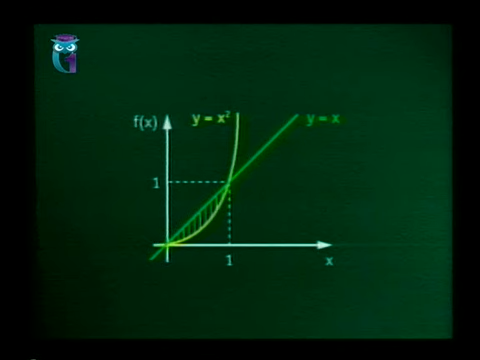 f(x)
y = x²
y = x
1
1
x